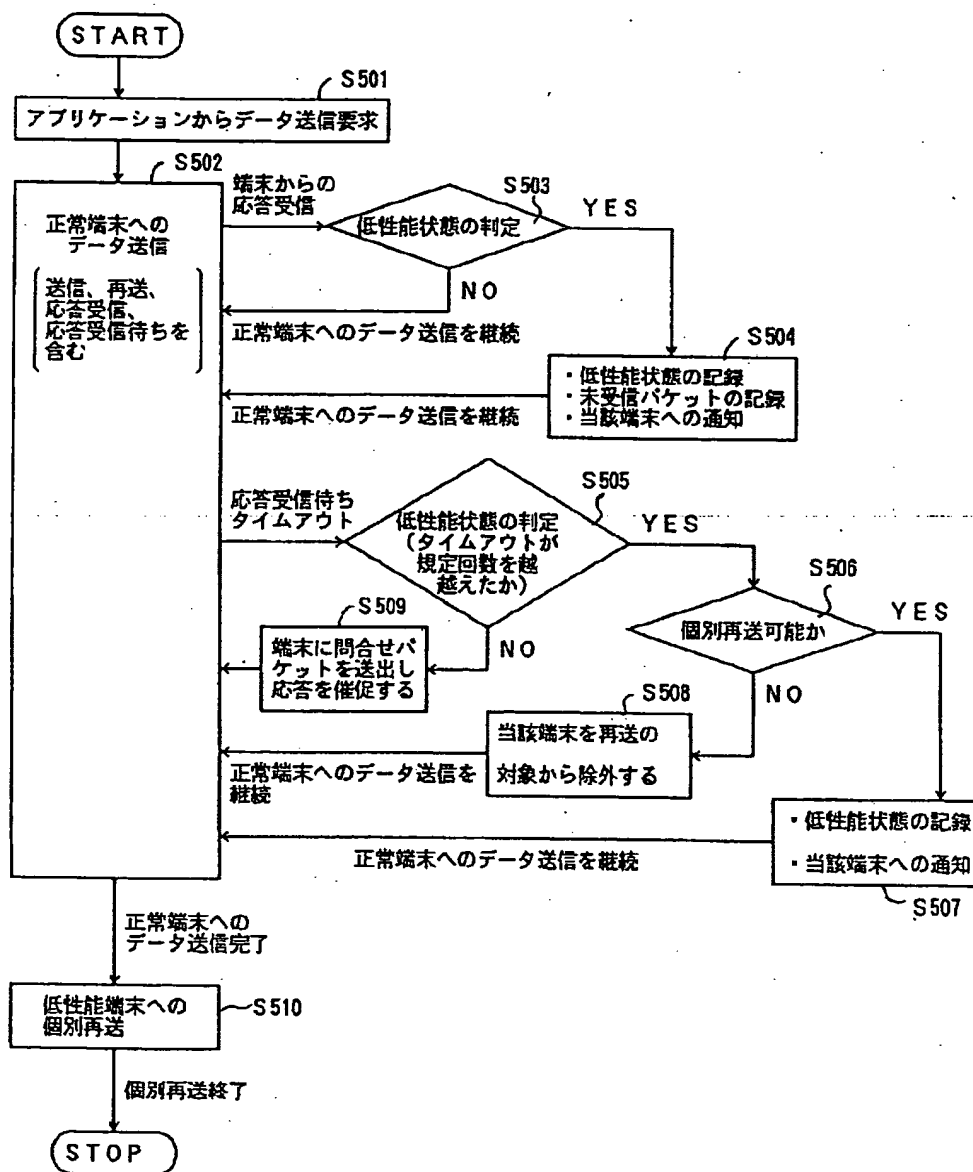 START
S501
アプリケーションからデータ送信要求
S502
正常端末への
データ送信
送信、再送、
応答受信、
応答受信待ちを
含む
端末からの
応答受信
S503
低性能状態の判定
YES
NO
正常端末へのデータ送信を継続
S504
・低性能状態の記録
・未受信パケットの記録
・当該端末への通知
正常端末へのデータ送信を継続
応答受信待ち
タイムアウト
S505
低性能状態の判定
(タイムアウトが
規定回数を越
越えたか)
YES
NO
S506
個別再送可能か
YES
NO
S509
端末に問合せパ
ケットを送出し
応答を催促する
S508
当該端末を再送の
対象から除外する
正常端末へのデータ送信を
継続
・低性能状態の記録
・当該端末への通知
S507
正常端末へのデータ送信を継続
正常端末への
データ送信完了
低性能端末への
個別再送
S510
個別再送終了
STOP